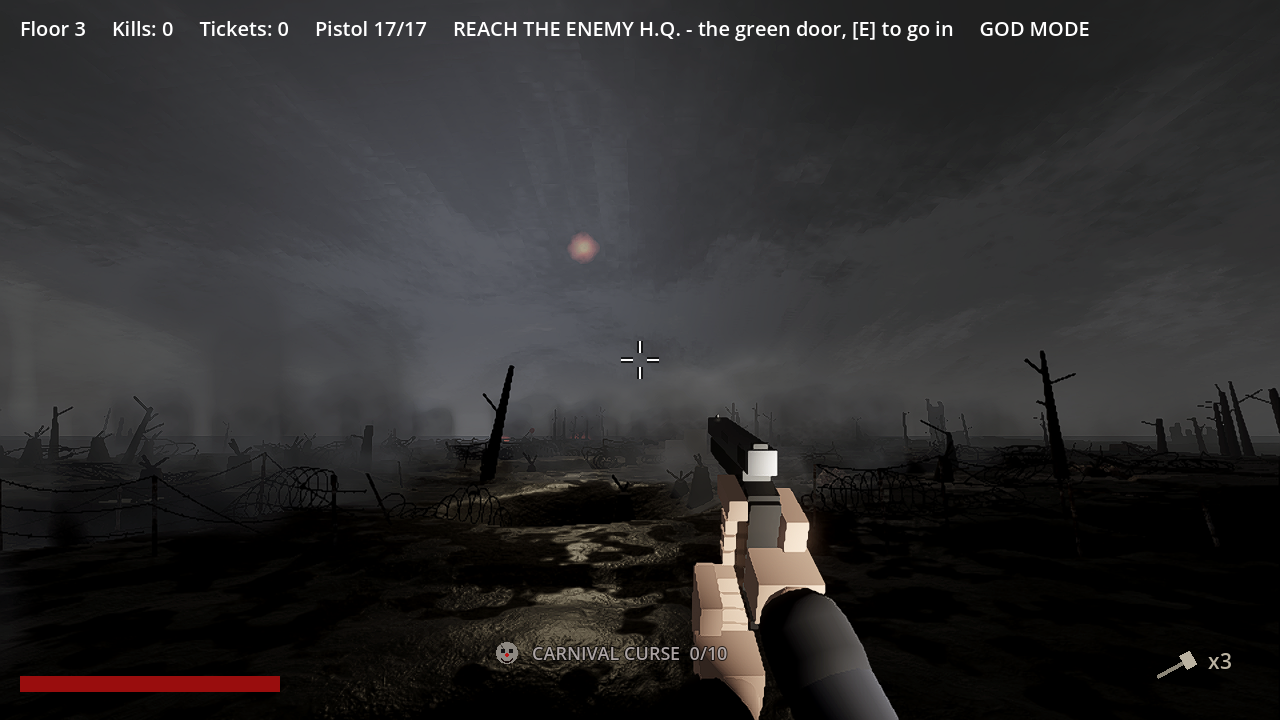 Floor 3 Kills: 0 Tickets: 0 Pistol 17/17 REACH THE ENEMY H.Q. - the green door, [E] to go in GOD MODE
CARNIVAL CURSE 0/10
x3